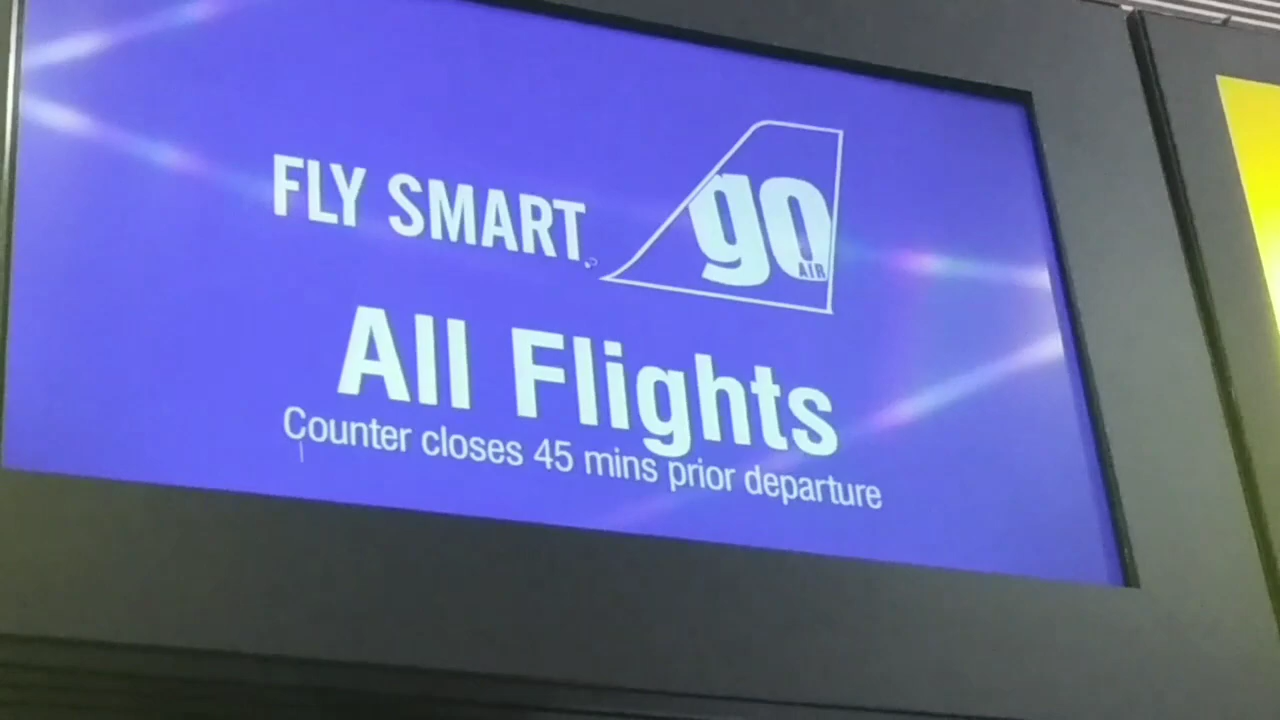 FLY SMART
go
AIR
All Flights
Counter closes 45 mins prior departure